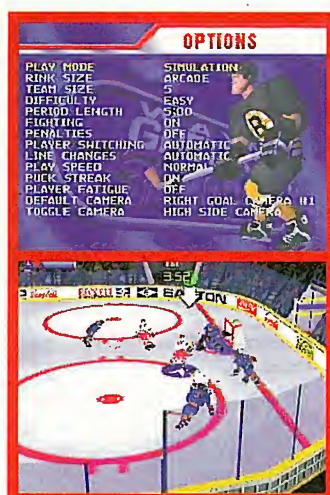 OPTIONS
PLAY MODE SIMULATION
RINK SIZE ARCADE
TEAM SIZE 5
DIFFICULTY EASY
PERIOD LENGTH 5:00
FIGHTING ON
PENALTIES OFF
PLAYER SWITCHING AUTOMATIC
LINE CHANGES AUTOMATIC
PLAY SPEED NORMAL
PUCK STREAK ON
PLAYER FATIGUE OFF
DEFAULT CAMERA RIGHT GOAL CAMERA #1
TOGGLE CAMERA HIGH SIDE CAMERA
3:52
EASTON